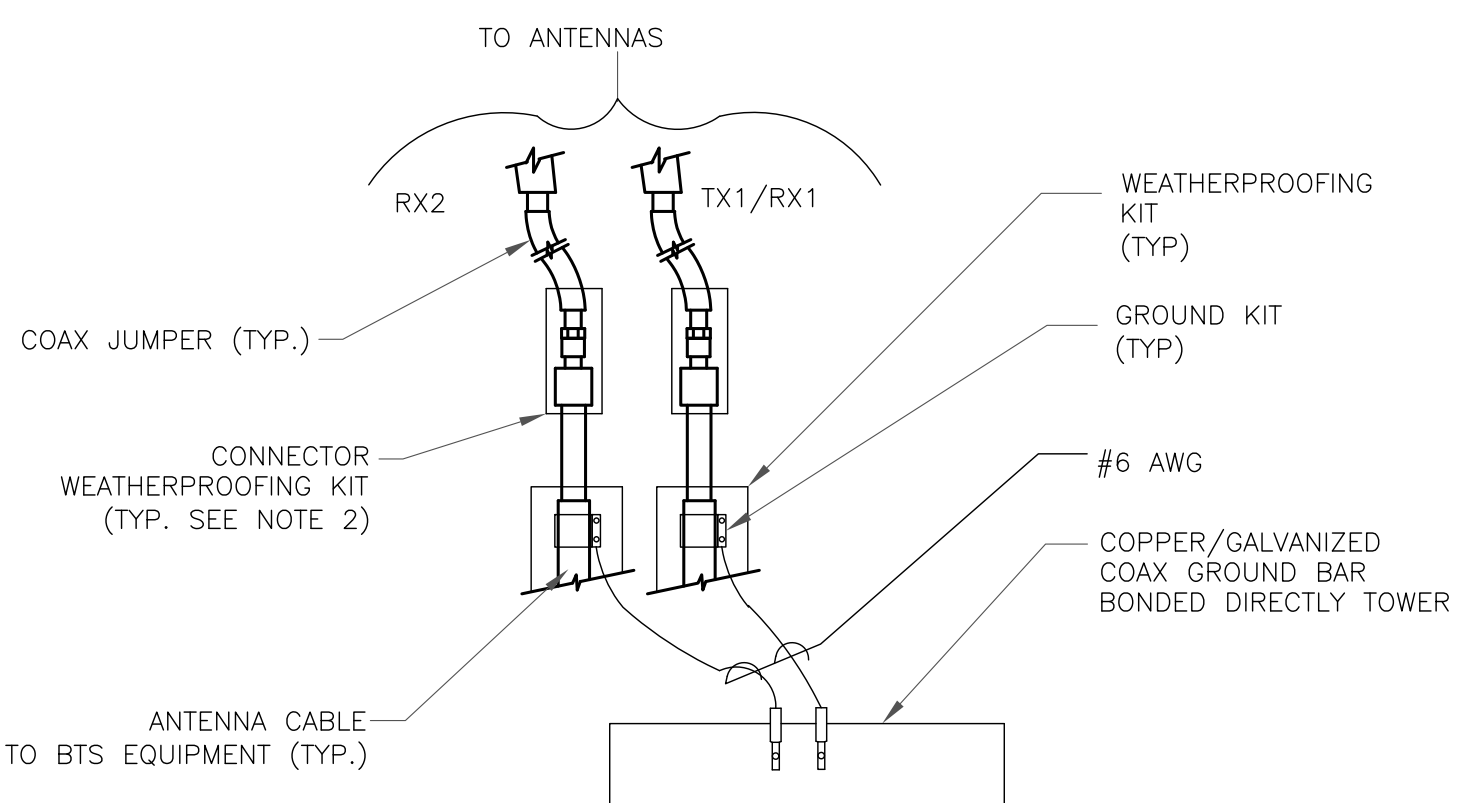 TO ANTENNAS
RX2
TX1/RX1
WEATHERPROOFING
KIT
(TYP)
COAX JUMPER (TYP.)
GROUND KIT
(TYP)
CONNECTOR
WEATHERPROOFING KIT
(TYP. SEE NOTE 2)
#6 AWG
COPPER/GALVANIZED
COAX GROUND BAR
BONDED DIRECTLY TOWER
ANTENNA CABLE
TO BTS EQUIPMENT (TYP.)